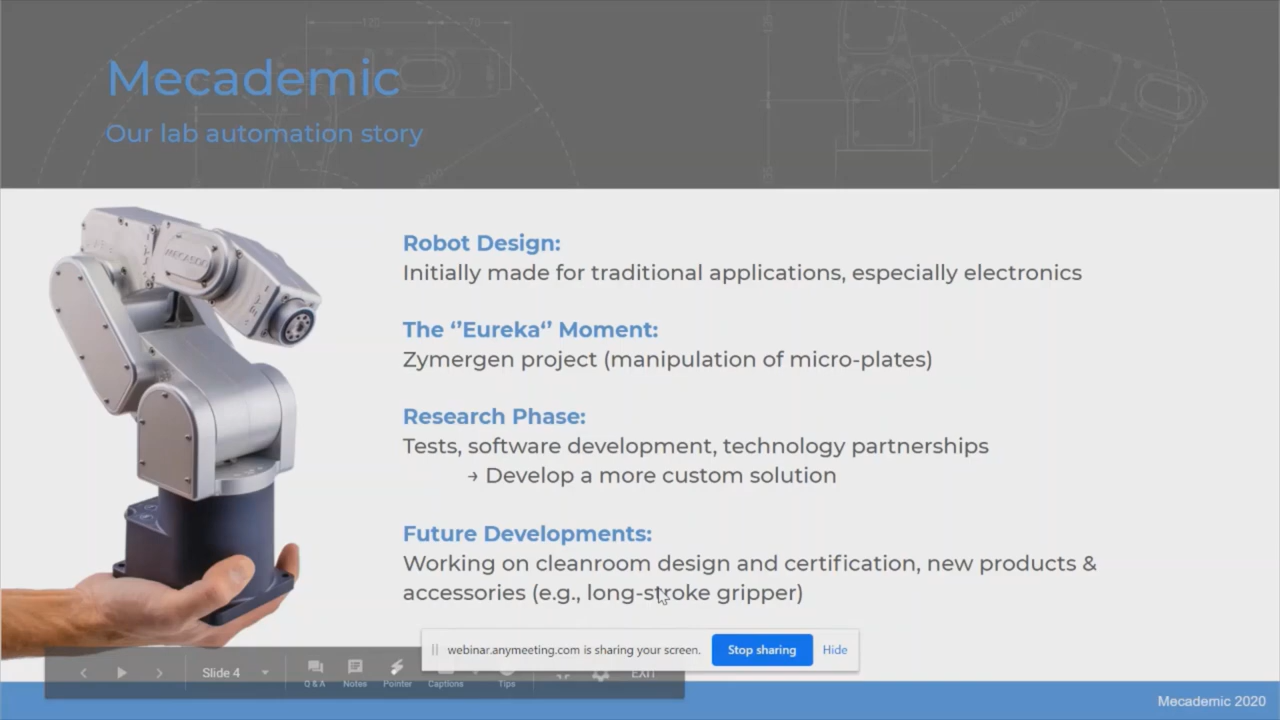 Mecademic
Our lab automation story
Robot Design:
Initially made for traditional applications, especially electronics
The ‘’Eureka‘’ Moment:
Zymergen project (manipulation of micro-plates)
Research Phase:
Tests, software development, technology partnerships
→ Develop a more custom solution
Future Developments:
Working on cleanroom design and certification, new products &
accessories (e.g., long-stroke gripper)
webinar.anymeeting.com is sharing your screen.
Stop sharing
Hide
Slide 4
Q & A
Notes
Pointer
Captions
Tips
EXIT
Mecademic 2020